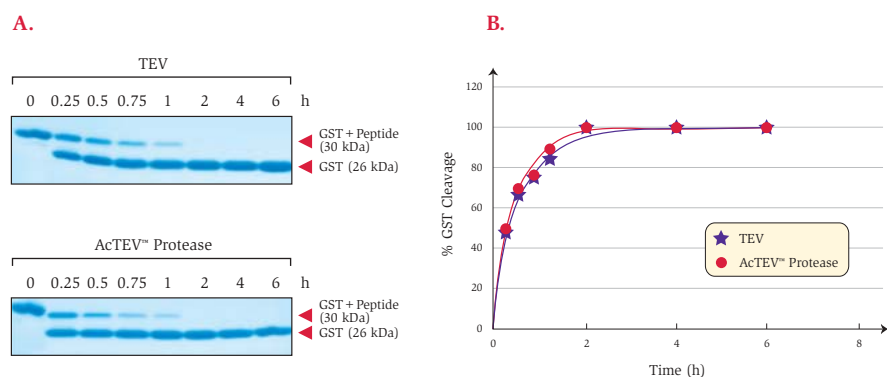 A.
TEV
0 0.25 0.5 0.75 1 2 4 6 h
GST+Peptide
(30 kDa)
GST (26 kDa)
AcTEV™ Protease
0 0.25 0.5 0.75 1 2 4 6 h
GST+Peptide
(30 kDa)
GST (26 kDa)
B.
% GST Cleavage
120
100
80
60
40
20
0
0 2 4 6 8
Time (h)
TEV
AcTEV™ Protease